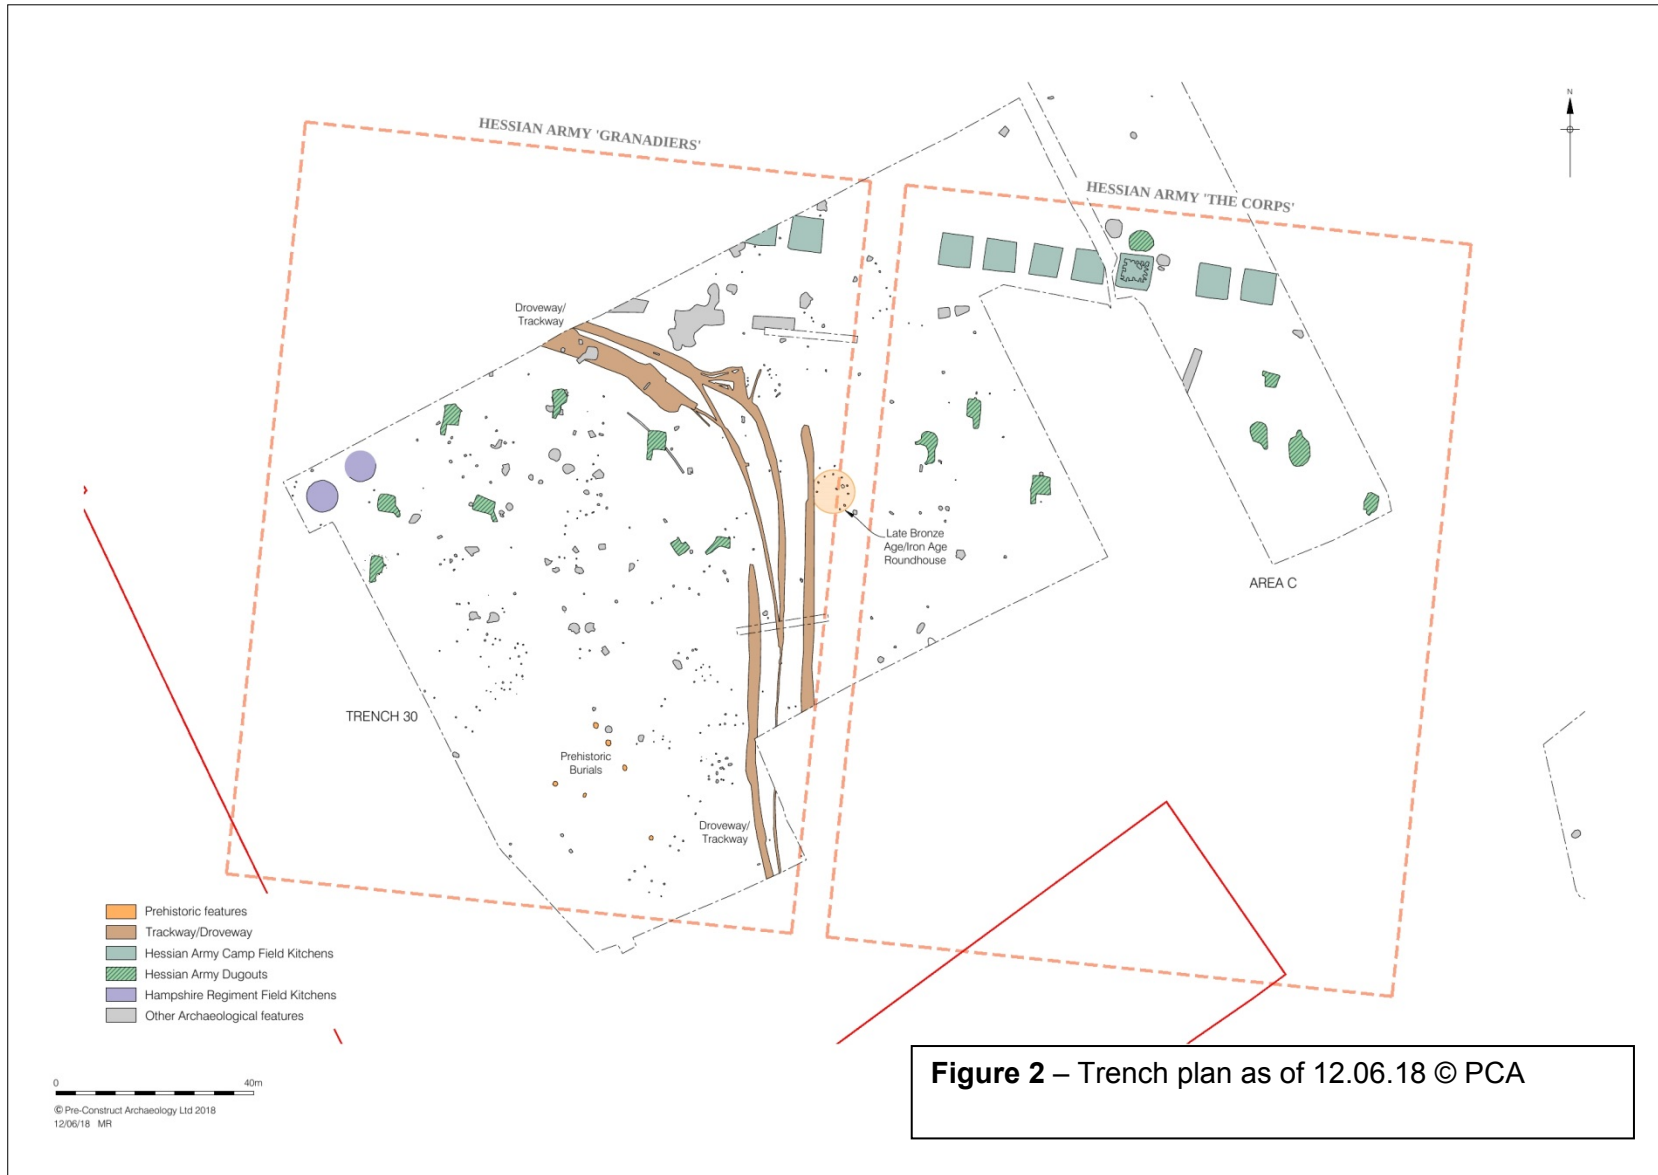 HESSIAN ARMY 'GRANADIERS'
N
HESSIAN ARMY 'THE CORPS'
Droveway/
Trackway
Late Bronze
Age/Iron Age
Roundhouse
AREA C
TRENCH 30
Prehistoric
Burials
Droveway/
Trackway
Prehistoric features
Trackway/Droveway
Hessian Army Camp Field Kitchens
Hessian Army Dugouts
Hampshire Regiment Field Kitchens
Other Archaeological features
0 40m
© Pre-Construct Archaeology Ltd 2018
12/06/18 MR
Figure 2 – Trench plan as of 12.06.18 © PCA